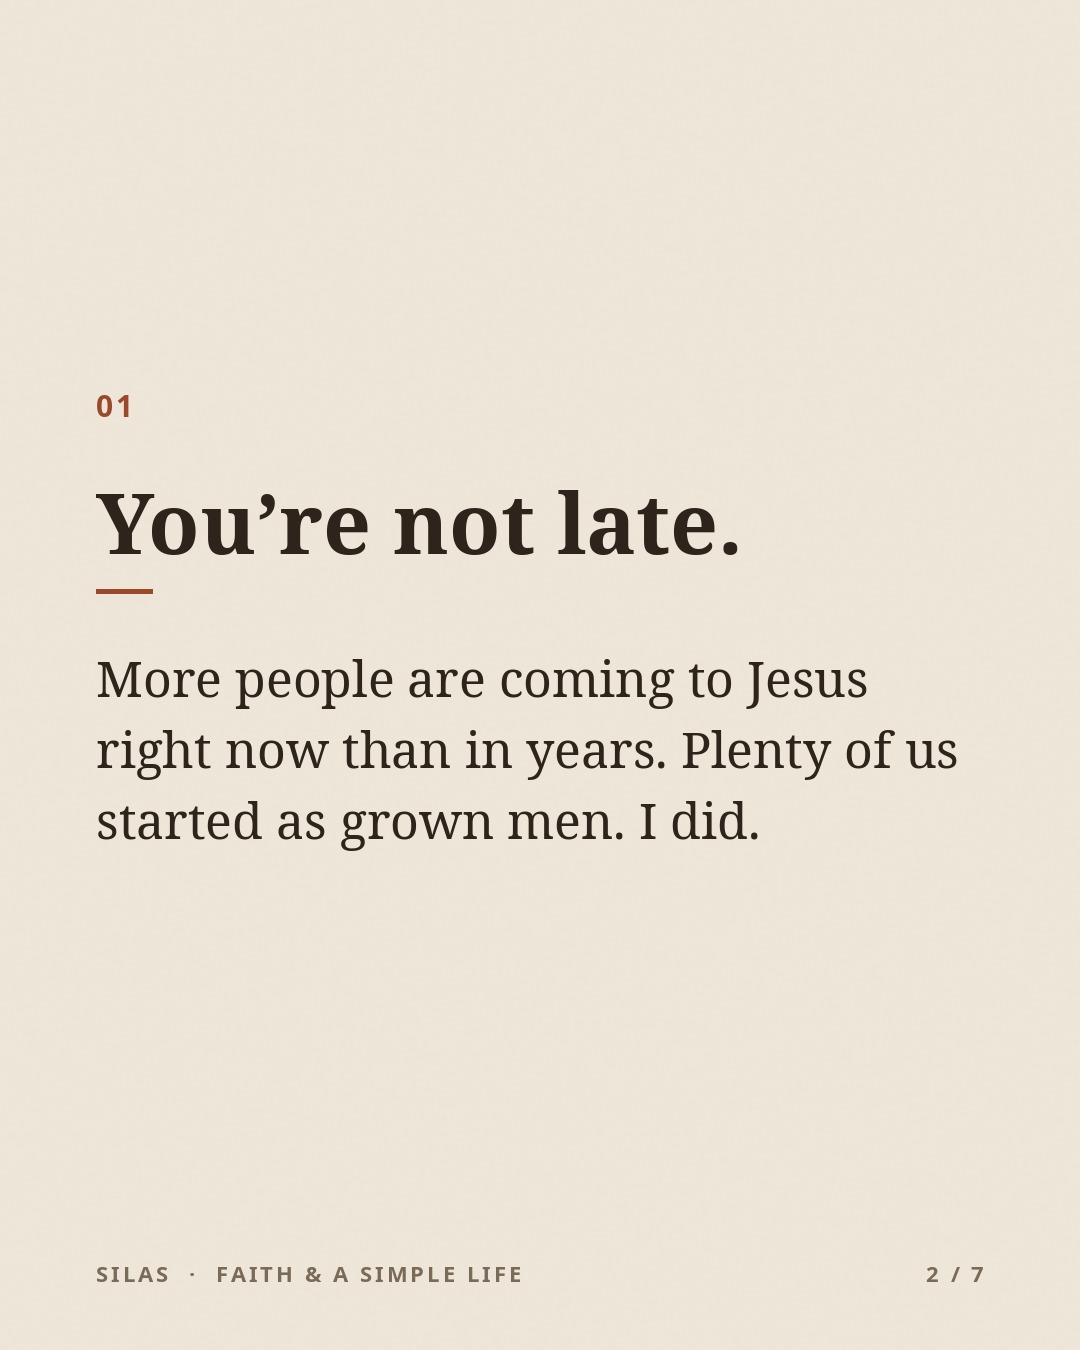 01
You’re not late.
More people are coming to Jesus
right now than in years. Plenty of us
started as grown men. I did.
SILAS · FAITH & A SIMPLE LIFE
2 / 7